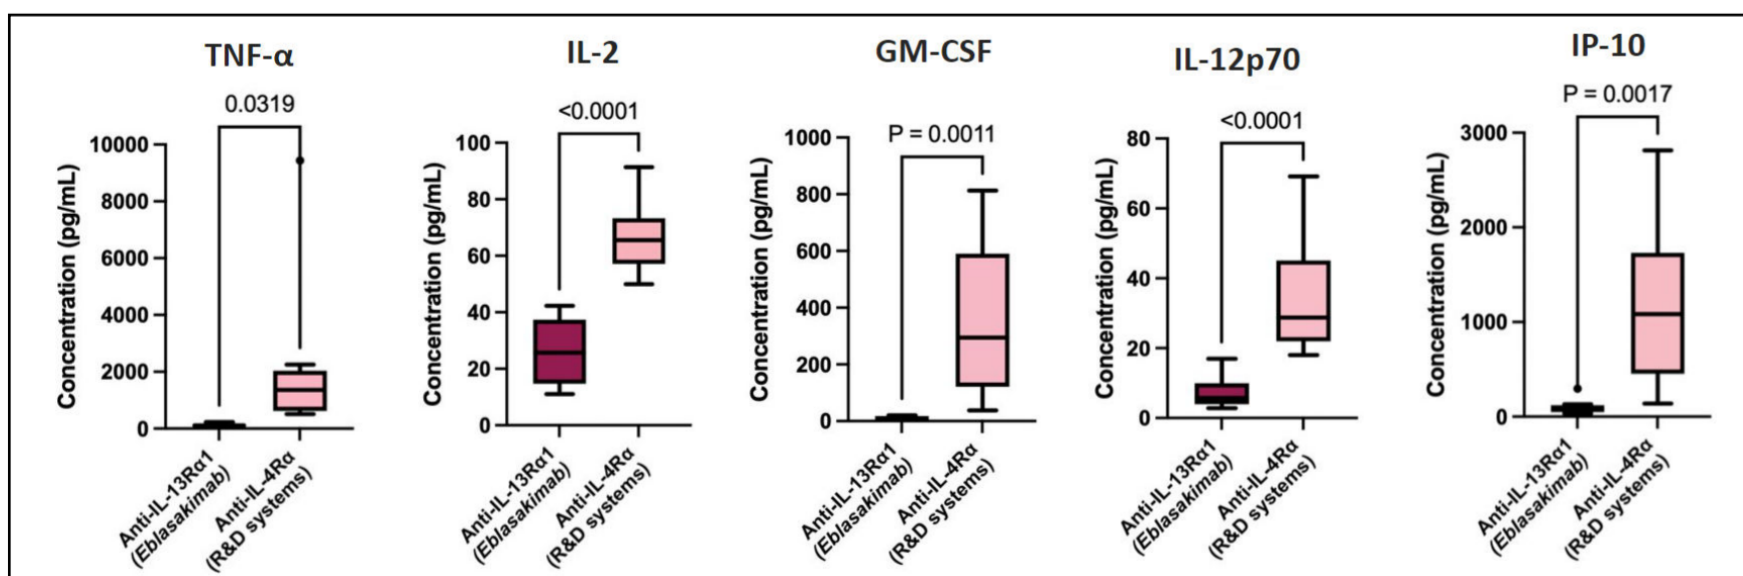 TNF-α
0.0319
Concentration (pg/mL)
10000
8000
6000
4000
2000
0
Anti-IL-13Rα1
(Eblasakimab)
Anti-IL-4Rα
(R&D systems)
IL-2
<0.0001
Concentration (pg/mL)
100
80
60
40
20
0
Anti-IL-13Rα1
(Eblasakimab)
Anti-IL-4Rα
(R&D systems)
GM-CSF
P = 0.0011
Concentration (pg/mL)
1000
800
600
400
200
0
Anti-IL-13Rα1
(Eblasakimab)
Anti-IL-4Rα
(R&D systems)
IL-12p70
<0.0001
Concentration (pg/mL)
80
60
40
20
0
Anti-IL-13Rα1
(Eblasakimab)
Anti-IL-4Rα
(R&D systems)
IP-10
P = 0.0017
Concentration (pg/mL)
3000
2000
1000
0
Anti-IL-13Rα1
(Eblasakimab)
Anti-IL-4Rα
(R&D systems)